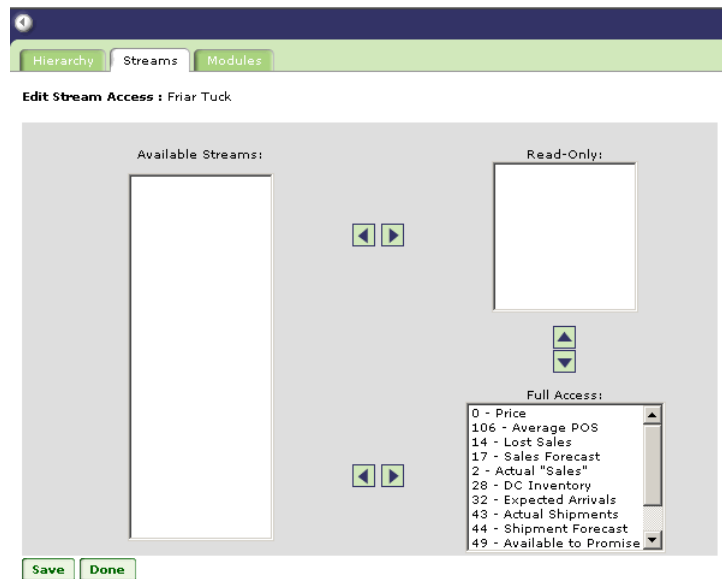 Hierarchy Streams Modules
Edit Stream Access : Friar Tuck
Available Streams:
Read-Only:
Full Access:
0 - Price
106 - Average POS
14 - Lost Sales
17 - Sales Forecast
2 - Actual "Sales"
28 - DC Inventory
32 - Expected Arrivals
43 - Actual Shipments
44 - Shipment Forecast
49 - Available to Promise
Save Done